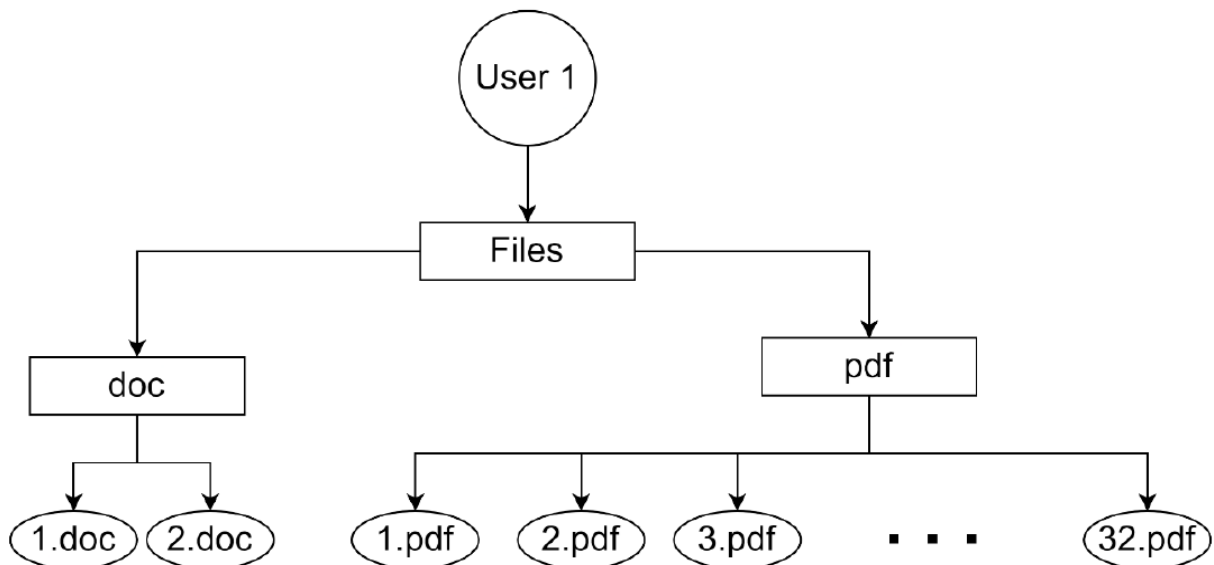 User 1
Files
doc
pdf
1.doc
2.doc
1.pdf
2.pdf
3.pdf
. . .
32.pdf